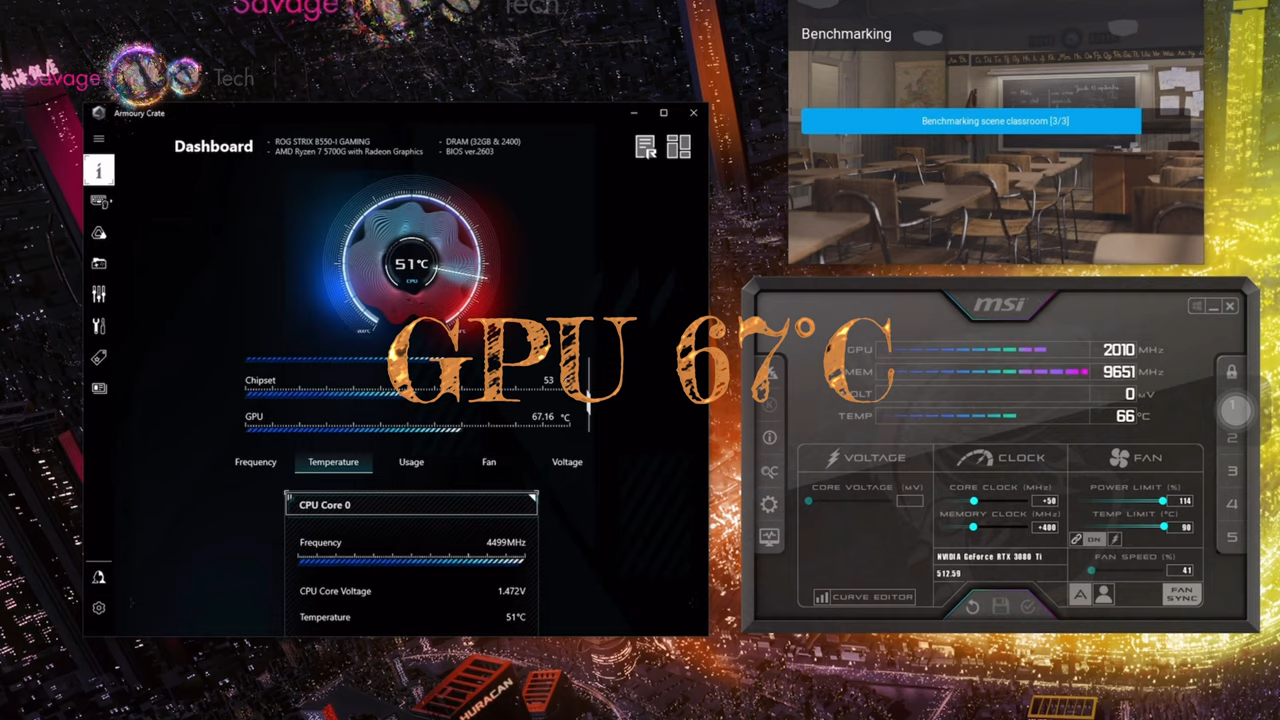 Savage Tech
Savage Tech
Armoury Crate
Dashboard
- ROG STRIX B550-I GAMING
- AMD Ryzen 7 5700G with Radeon Graphics
- DRAM (32GB & 2400)
- BIOS ver.2603
51°C
CPU
Chipset 53
GPU 67.16 °C
Frequency Temperature Usage Fan Voltage
CPU Core 0
Frequency 4499MHz
CPU Core Voltage 1.472V
Temperature 51°C
GPU 67°C
Benchmarking
Benchmarking scene classroom [3/3]
msi
GPU 2010 MHz
MEM 9651 MHz
VOLT 0 mV
TEMP 66 °C
VOLTAGE
CORE VOLTAGE (MV)
CLOCK
CORE CLOCK (MHz)
+50
MEMORY CLOCK (MHz)
+400
NVIDIA GeForce RTX 3080 Ti
512.59
FAN
POWER LIMIT (%)
114
TEMP LIMIT (°C)
90
ON
FAN SPEED (%)
41
A
FAN SYNC
CURVE EDITOR
OC
1
2
3
4
5
HURACAN